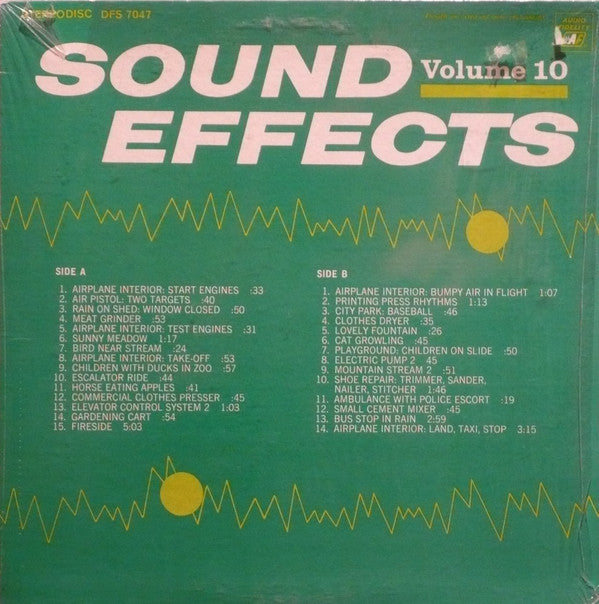 STEREODISC DFS 7047
AUDIO
FIDELITY
SOUND
Volume 10
EFFECTS
SIDE A
1. AIRPLANE INTERIOR: START ENGINES :33
2. AIR PISTOL: TWO TARGETS :40
3. RAIN ON SHED: WINDOW CLOSED :50
4. MEAT GRINDER :53
5. AIRPLANE INTERIOR: TEST ENGINES :31
6. SUNNY MEADOW 1:17
7. BIRD NEAR STREAM :24
8. AIRPLANE INTERIOR: TAKE-OFF :53
9. CHILDREN WITH DUCKS IN ZOO :57
10. ESCALATOR RIDE :44
11. HORSE EATING APPLES :41
12. COMMERCIAL CLOTHES PRESSER :45
13. ELEVATOR CONTROL SYSTEM 2 1:03
14. GARDENING CART :54
15. FIRESIDE 5:03
SIDE B
1. AIRPLANE INTERIOR: BUMPY AIR IN FLIGHT 1:07
2. PRINTING PRESS RHYTHMS 1:13
3. CITY PARK: BASEBALL :46
4. CLOTHES DRYER :35
5. LOVELY FOUNTAIN :26
6. CAT GROWLING :45
7. PLAYGROUND: CHILDREN ON SLIDE :50
8. ELECTRIC PUMP 2 45
9. MOUNTAIN STREAM 2 :51
10. SHOE REPAIR: TRIMMER, SANDER,
NAILER, STITCHER 1:46
11. AMBULANCE WITH POLICE ESCORT :19
12. SMALL CEMENT MIXER :45
13. BUS STOP IN RAIN 2:59
14. AIRPLANE INTERIOR: LAND, TAXI, STOP 3:15